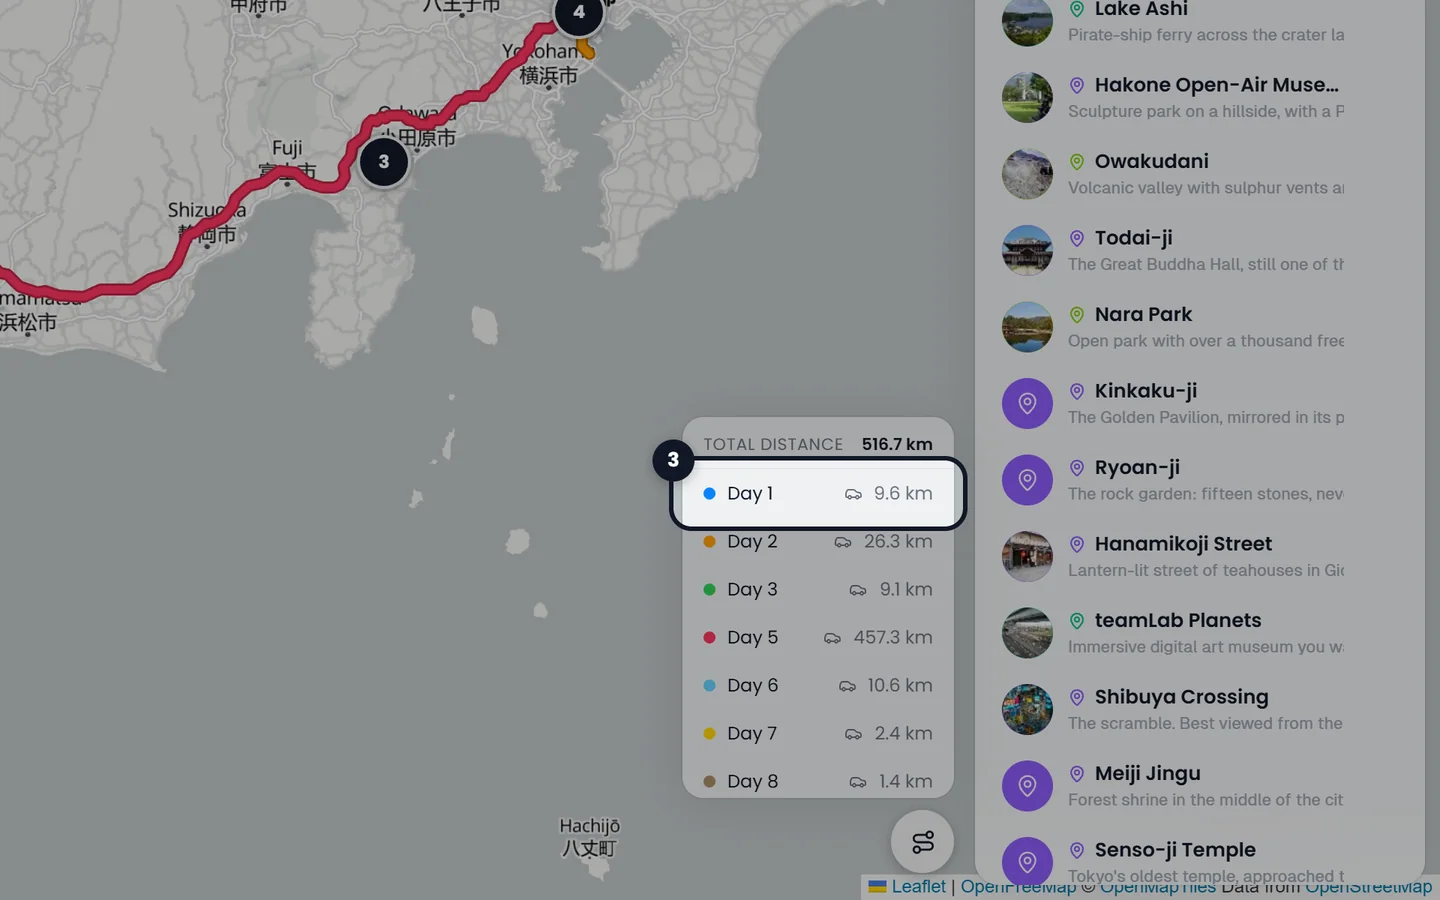 甲府市
八王子市
4
Yokohama
横浜市
Odawara
小田原市
3
Fuji
富士市
Shizuoka
静岡市
浜松市
Hachijō
八丈町
TOTAL DISTANCE 516.7 km
3
Day 1 9.6 km
Day 2 26.3 km
Day 3 9.1 km
Day 5 457.3 km
Day 6 10.6 km
Day 7 2.4 km
Day 8 1.4 km
Lake Ashi
Pirate-ship ferry across the crater la
Hakone Open-Air Muse...
Sculpture park on a hillside, with a P
Owakudani
Volcanic valley with sulphur vents a
Todai-ji
The Great Buddha Hall, still one of th
Nara Park
Open park with over a thousand free
Kinkaku-ji
The Golden Pavilion, mirrored in its p
Ryoan-ji
The rock garden: fifteen stones, nev
Hanamikoji Street
Lantern-lit street of teahouses in Gi
teamLab Planets
Immersive digital art museum you w
Shibuya Crossing
The scramble. Best viewed from the
Meiji Jingu
Forest shrine in the middle of the cit
Senso-ji Temple
Tokyo's oldest temple, approached t
Leaflet | OpenFreeMap © OpenMapTiles Data from OpenStreetMap